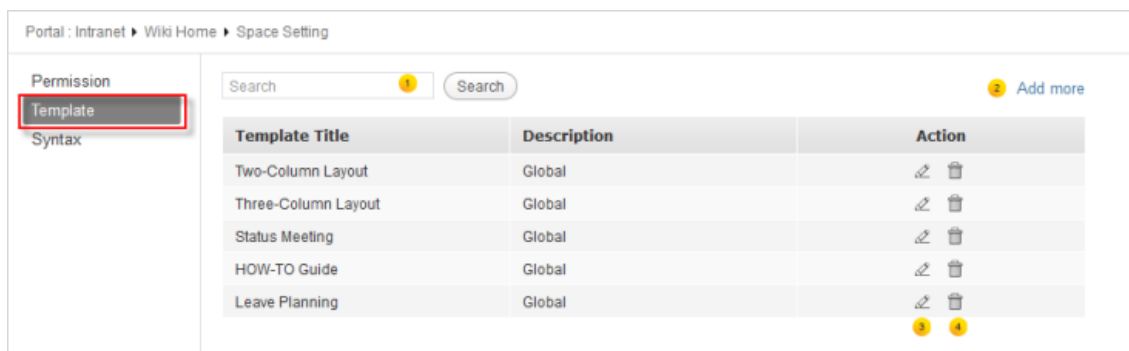 Portal : Intranet ▸ Wiki Home ▸ Space Setting
Permission
Template
Syntax
Search 1 Search 2 Add more
Template Title Description Action
Two-Column Layout Global
Three-Column Layout Global
Status Meeting Global
HOW-TO Guide Global
Leave Planning Global
3 4